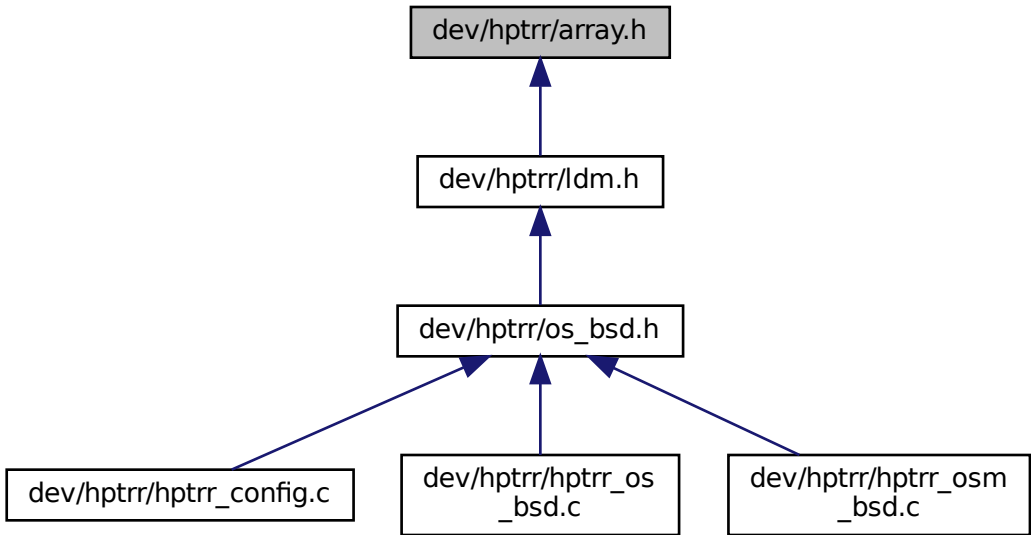 dev/hptrr/array.h
dev/hptrr/ldm.h
dev/hptrr/os_bsd.h
dev/hptrr/hptrr_config.c
dev/hptrr/hptrr_os
_bsd.c
dev/hptrr/hptrr_osm
_bsd.c